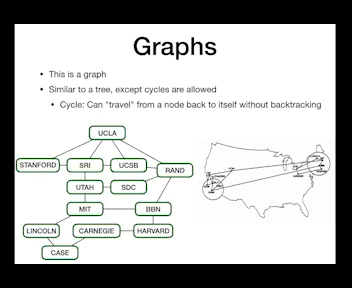 Graphs
• This is a graph
• Similar to a tree, except cycles are allowed
• Cycle: Can "travel" from a node back to itself without backtracking
UCLA
STANFORD SRI UCSB RAND
UTAH SDC
MIT BBN
LINCOLN CARNEGIE HARVARD
CASE